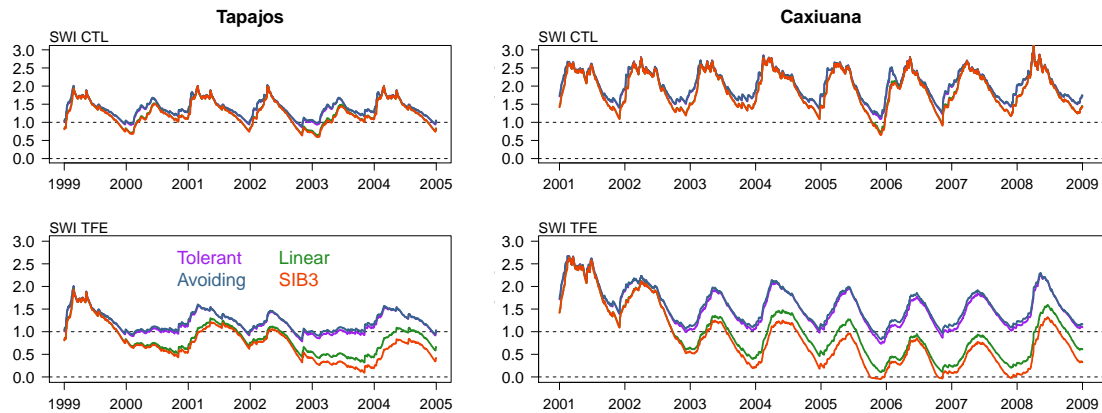 Tapajos Caxiuana
SWI CTL SWI CTL
3.0 3.0
2.5 2.5
2.0 2.0
1.5 1.5
1.0 1.0
0.5 0.5
0.0 0.0
1999 2000 2001 2002 2003 2004 2005 2001 2002 2003 2004 2005 2006 2007 2008 2009
SWI TFE SWI TFE
3.0 3.0
Tolerant Linear
2.5 2.5
Avoiding SIB3
2.0 2.0
1.5 1.5
1.0 1.0
0.5 0.5
0.0 0.0
1999 2000 2001 2002 2003 2004 2005 2001 2002 2003 2004 2005 2006 2007 2008 2009